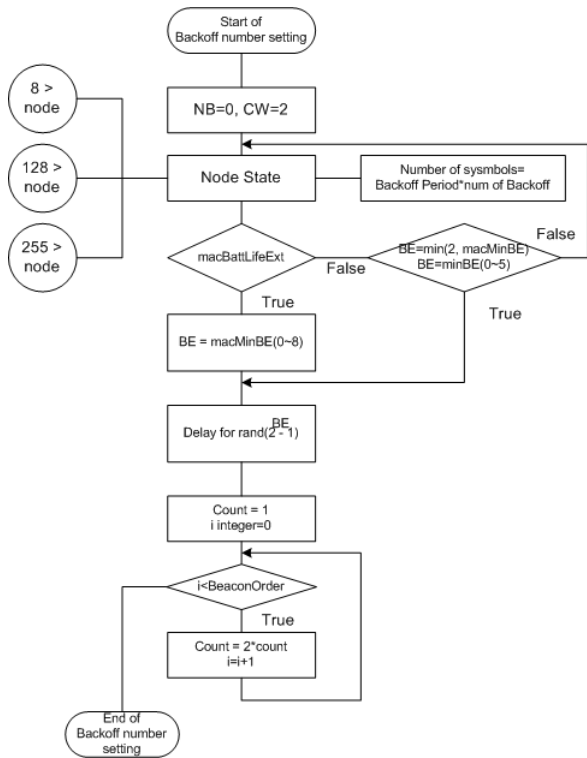 Start of
Backoff number setting
8 >
node
NB=0, CW=2
128 >
node
Node State
Number of sysmbols=
Backoff Period*num of Backoff
255 >
node
macBattLifeExt
False
BE=min(2, macMinBE)
BE=minBE(0~5)
False
True
True
BE = macMinBE(0~8)
BE
Delay for rand(2 - 1)
Count = 1
i integer=0
i<BeaconOrder
True
Count = 2*count
i=i+1
End of
Backoff number
setting